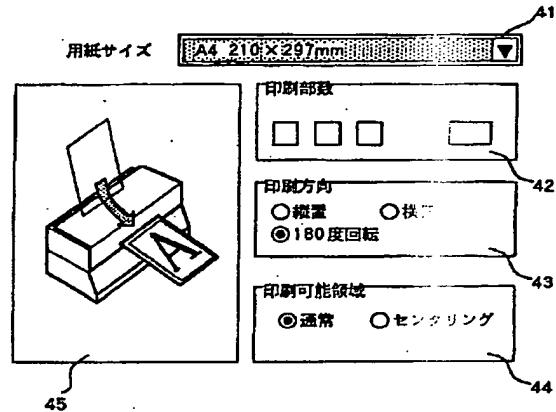 41
用紙サイズ A4 210×297mm
印刷部数
42
印刷方向
○縦置
◉180度回転
43
印刷可能領域
◉通常 ○センタリング
44
45
A